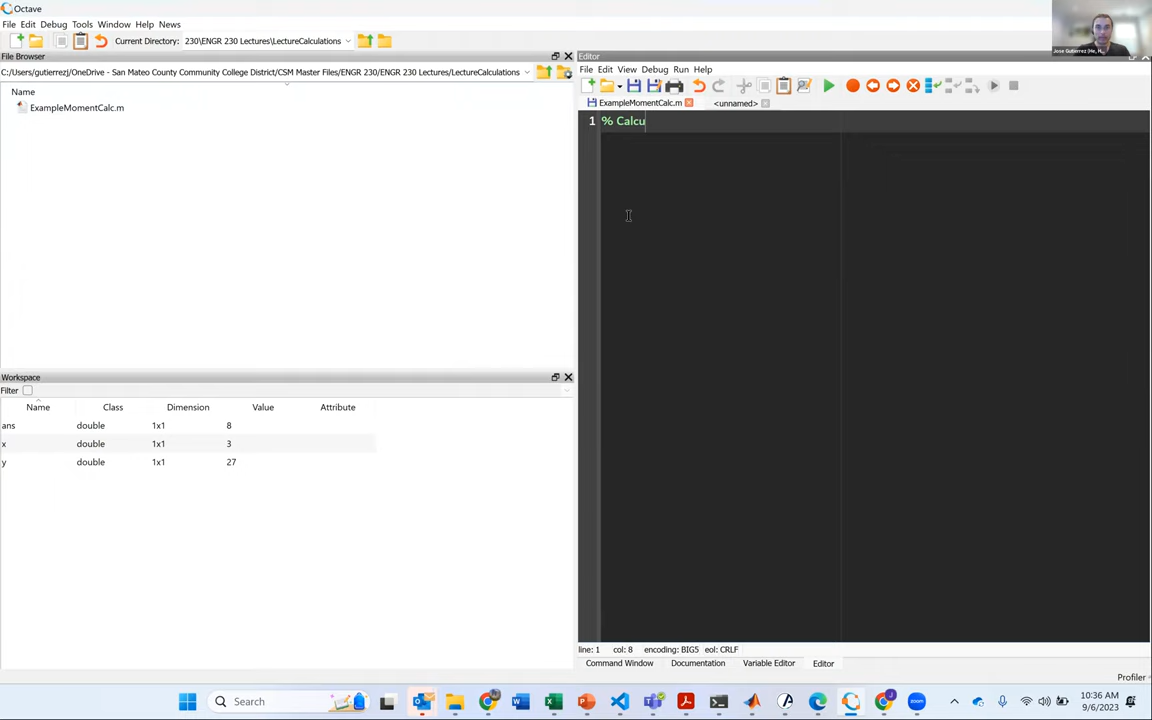 Octave
File Edit Debug Tools Window Help News
Current Directory: 230\ENGR 230 Lectures\LectureCalculations
File Browser
C:/Users/gutierrezj/OneDrive - San Mateo County Community College District/CSM Master Files/ENGR 230/ENGR 230 Lectures/LectureCalculations
Name
ExampleMomentCalc.m
Workspace
Filter
Name Class Dimension Value Attribute
ans double 1x1 8
x double 1x1 3
y double 1x1 27
Jose Gutierrez (He, H...
Editor
File Edit View Debug Run Help
ExampleMomentCalc.m <unnamed>
1 % Calcu
line: 1 col: 8 encoding: BIG5 eol: CRLF
Command Window Documentation Variable Editor Editor
Profiler
Search
zoom
10:36 AM
9/6/2023